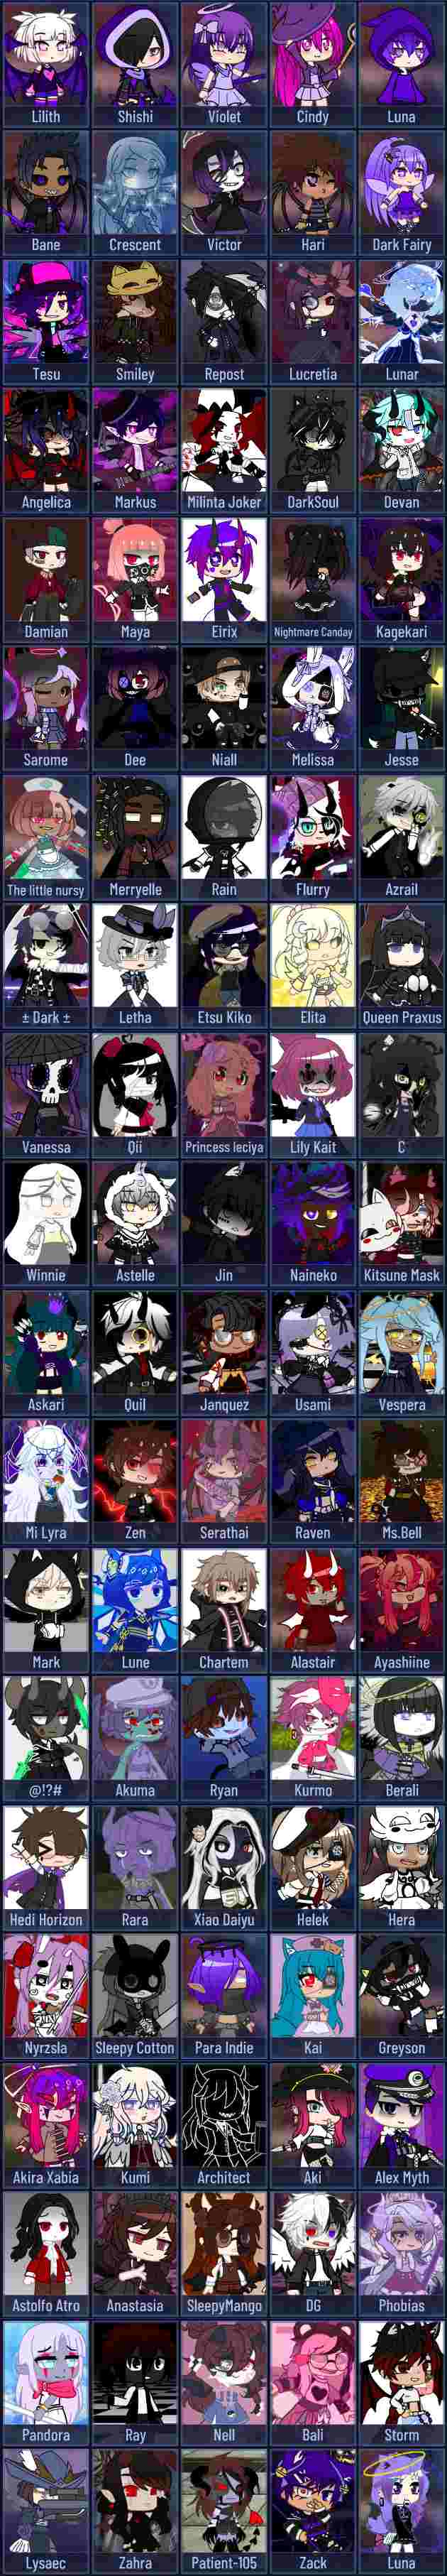 Lilith
Shishi
Violet
Cindy
Luna
Bane
Crescent
Victor
Hari
Dark Fairy
Tesu
Smiley
Repost
Lucretia
Lunar
Angelica
Markus
Milinta Joker
DarkSoul
Devan
Damian
Maya
Eirix
Nightmare Canday
Kagekari
Sarome
Dee
Niall
Melissa
Jesse
The little nursy
Merryelle
Rain
Flurry
Azrail
± Dark ±
Letha
Etsu Kiko
Elita
Queen Praxus
Vanessa
Qii
Princess leciya
Lily Kait
C
Winnie
Astelle
Jin
Naineko
Kitsune Mask
Askari
Quil
Janquez
Usami
Vespera
Mi Lyra
Zen
Serathai
Raven
Ms.Bell
Mark
Lune
Chartem
Alastair
Ayashiine
@!?#
Akuma
Ryan
Kurmo
Berali
Hedi Horizon
Rara
Xiao Daiyu
Helek
Hera
Nyrzsla
Sleepy Cotton
Para Indie
Kai
Greyson
Akira Xabia
Kumi
Architect
Aki
Alex Myth
Astolfo Atro
Anastasia
SleepyMango
DG
Phobias
Pandora
Ray
Nell
Bali
Storm
Lysaec
Zahra
Patient-105
Zack
Luna